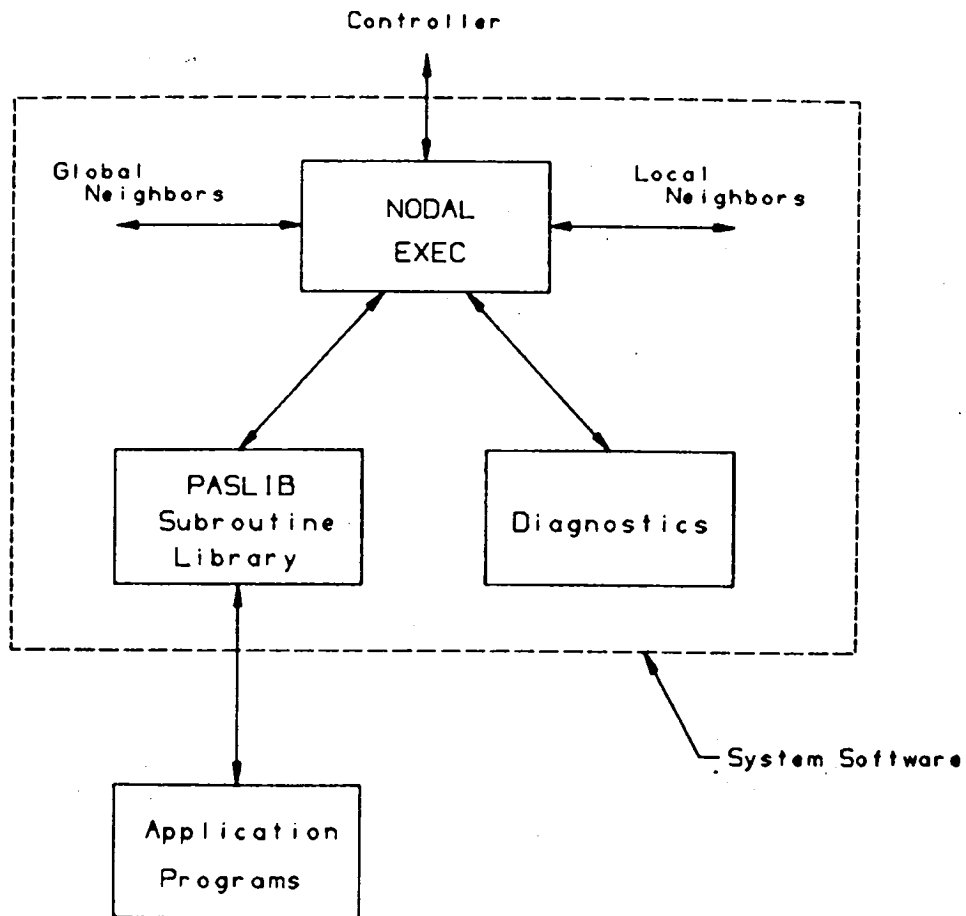 Controller
Global
Neighbors
Local
Neighbors
NODAL
EXEC
PASLIB
Subroutine
Library
Diagnostics
System Software
Application
Programs